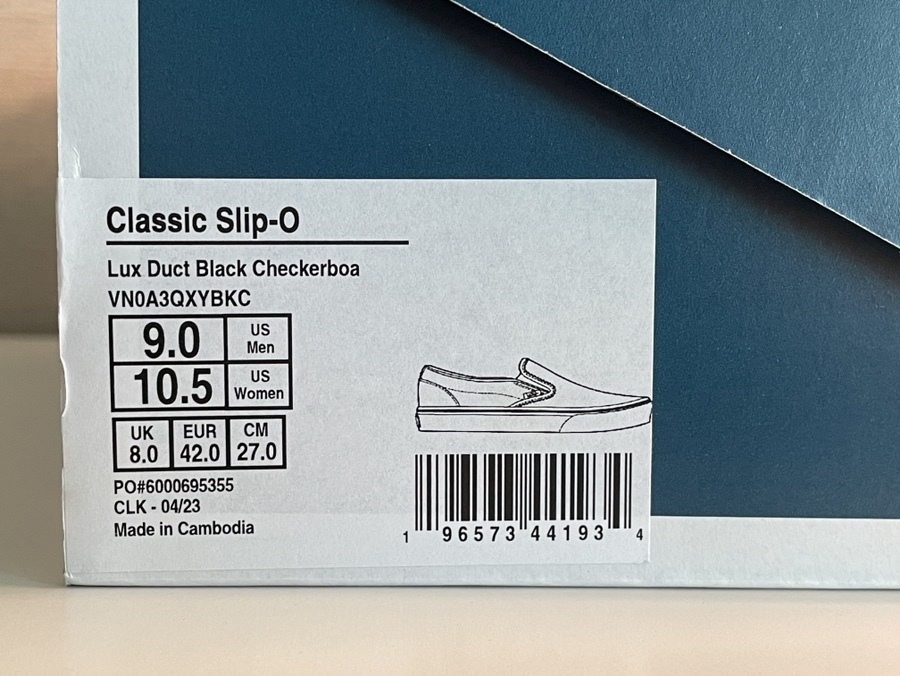 Classic Slip-O
Lux Duct Black Checkerboa
VN0A3QXYBKC
9.0 US Men
10.5 US Women
UK EUR CM
8.0 42.0 27.0
PO#6000695355
CLK - 04/23
Made in Cambodia
1 96573 44193 4